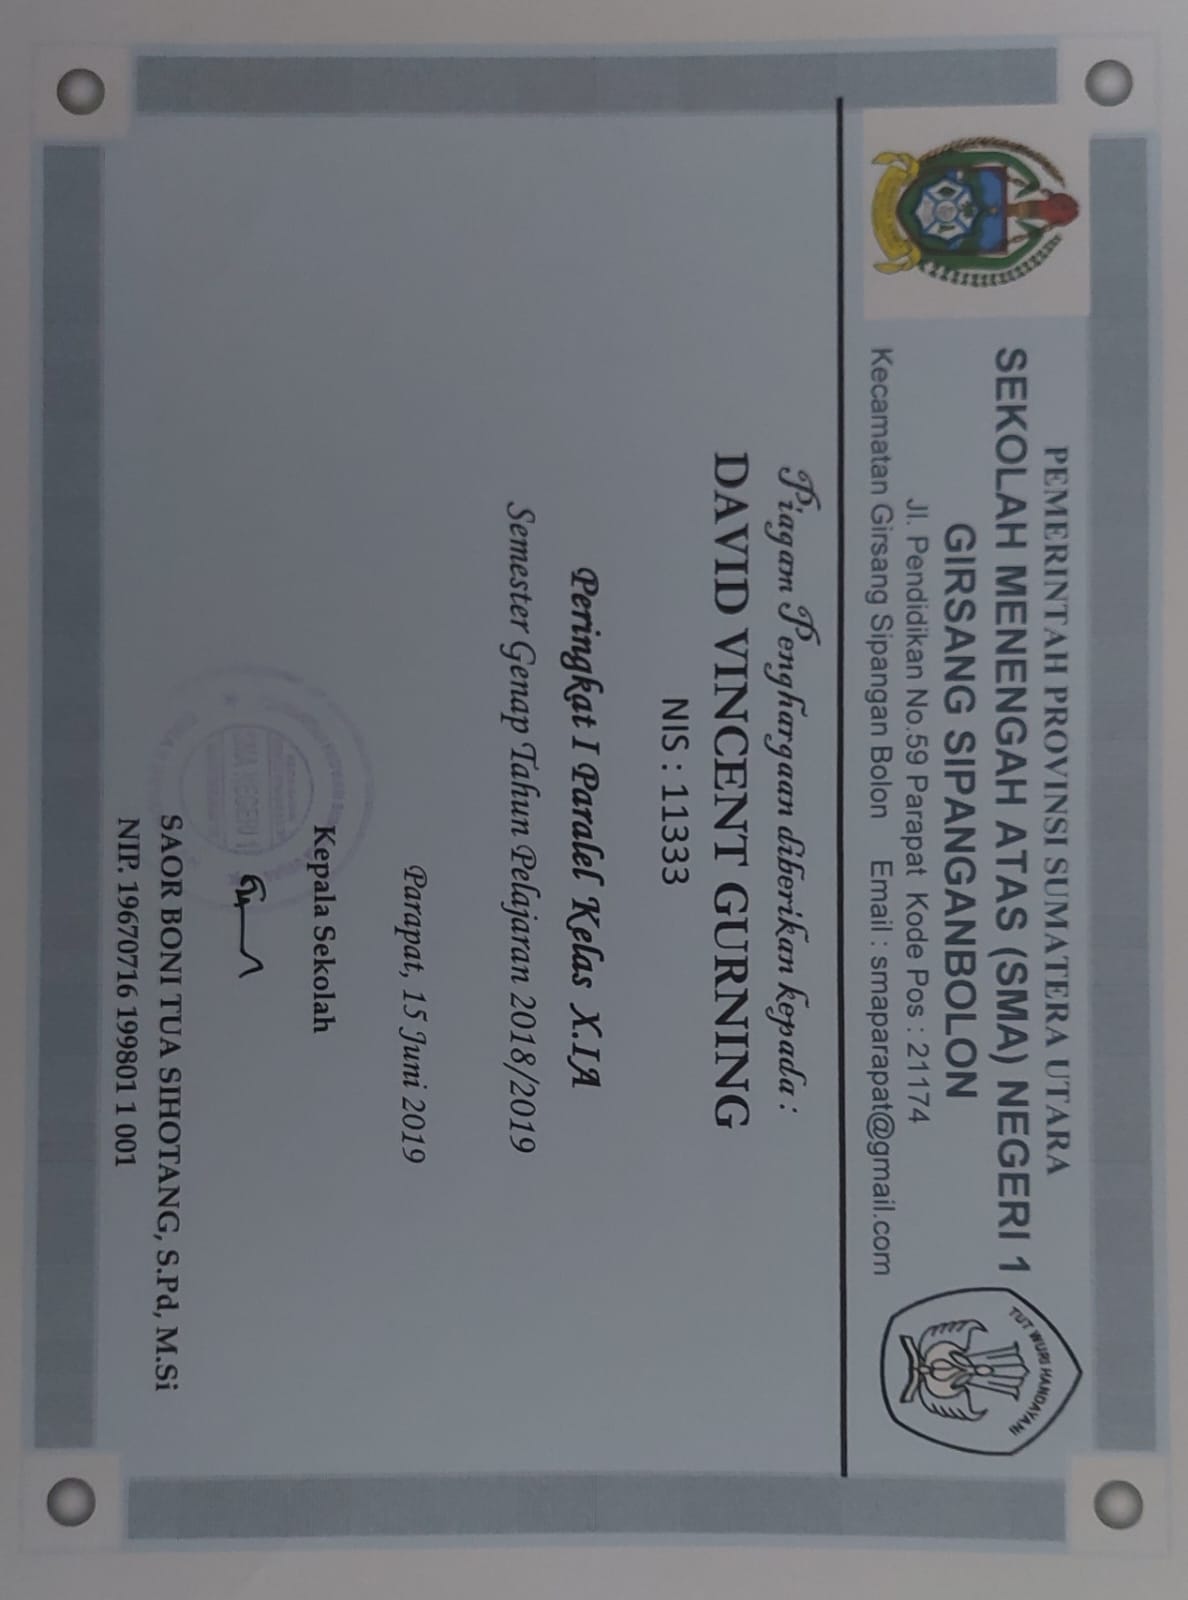 PEMERINTAH PROVINSI SUMATERA UTARA
SEKOLAH MENENGAH ATAS (SMA) NEGERI 1
GIRSANG SIPANGANBOLON
Jl. Pendidikan No.59 Parapat Kode Pos : 21174
Kecamatan Girsang Sipangan Bolon Email : smaparapat@gmail.com
TUT WURI HANDAYANI
Piagam Penghargaan diberikan kepada :
DAVID VINCENT GURNING
NIS : 11333
Peringkat I Paralel Kelas X.IA
Semester Genap Tahun Pelajaran 2018/2019
Parapat, 15 Juni 2019
Kepala Sekolah
SMA NEGERI 1
SAOR BONI TUA SIHOTANG, S.Pd, M.Si
NIP. 19670716 199801 1 001